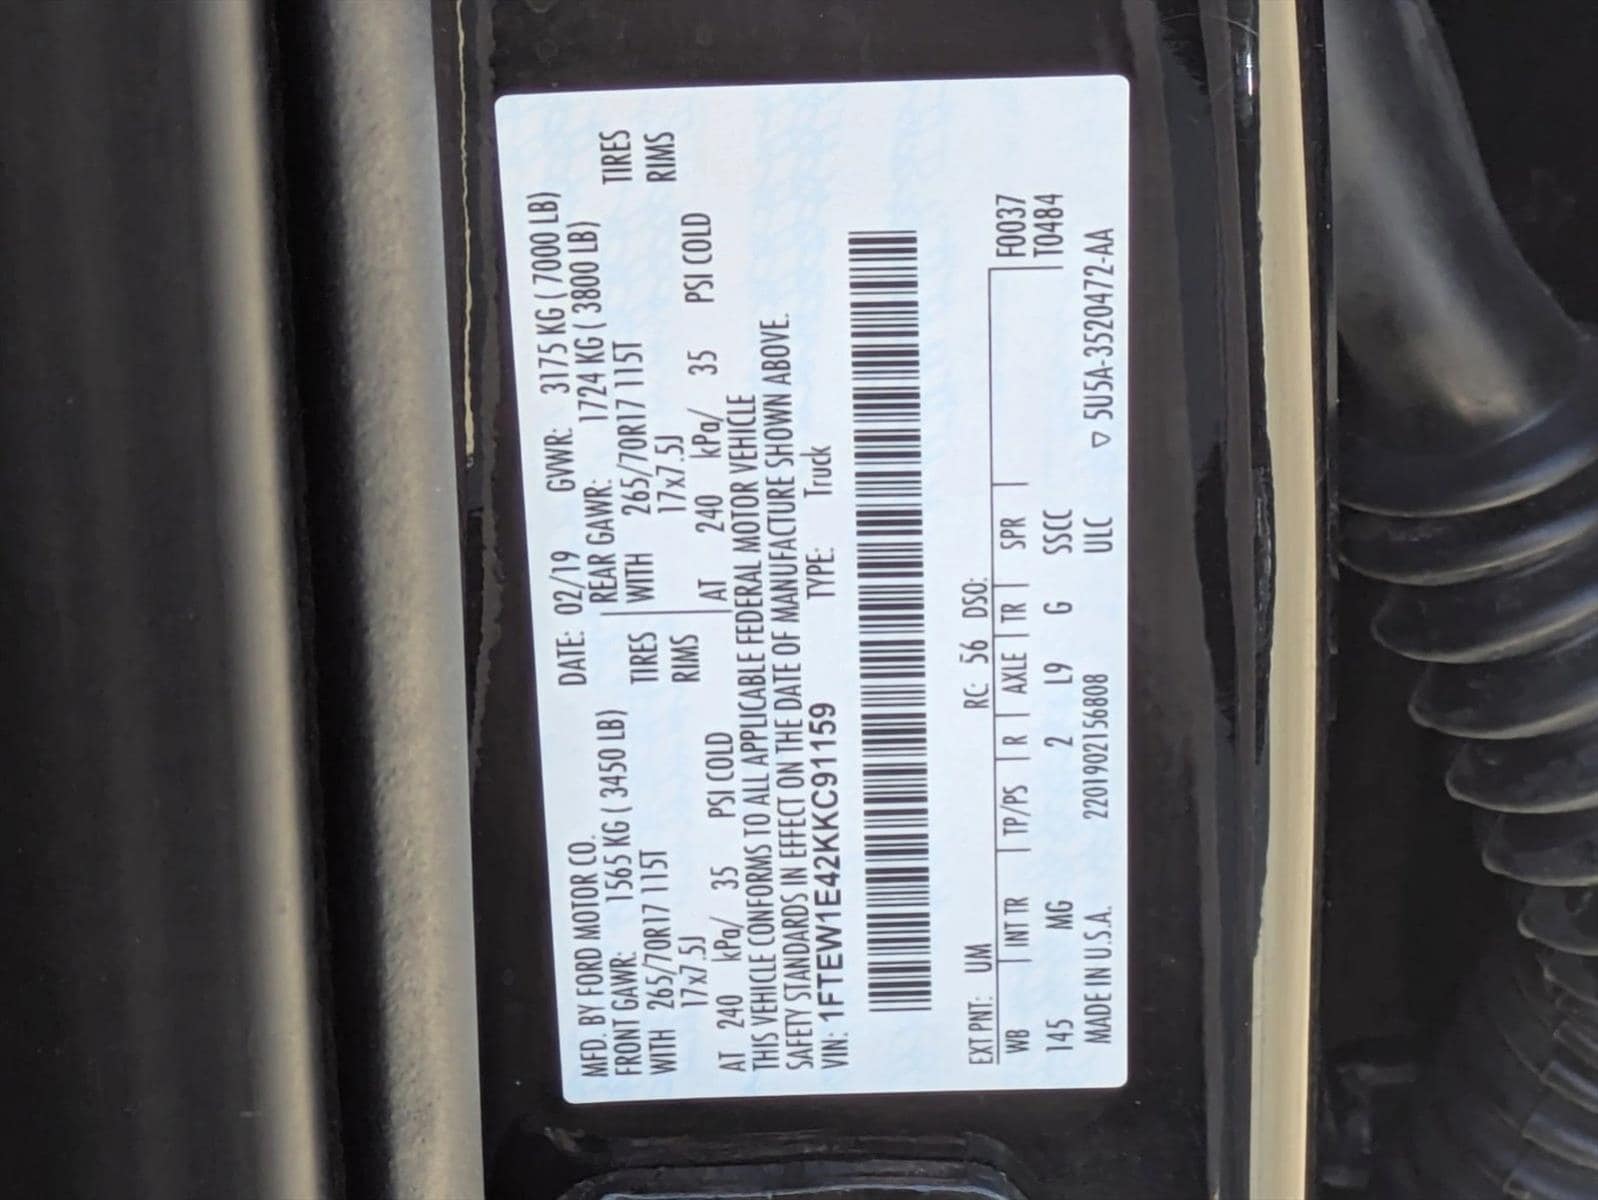 MFD. BY FORD MOTOR CO. DATE: 02/19 GVWR: 3175 KG ( 7000 LB)
FRONT GAWR: 1565 KG ( 3450 LB) REAR GAWR: 1724 KG ( 3800 LB)
WITH 265/70R17 115T TIRES WITH 265/70R17 115T TIRES
17x7.5J RIMS 17x7.5J RIMS
AT 240 kPa/ 35 PSI COLD AT 240 kPa/ 35 PSI COLD
THIS VEHICLE CONFORMS TO ALL APPLICABLE FEDERAL MOTOR VEHICLE
SAFETY STANDARDS IN EFFECT ON THE DATE OF MANUFACTURE SHOWN ABOVE.
VIN: 1FTEW1E42KKC91159 TYPE: Truck
EXT PNT: UM RC: 56 DSO: F0037
WB INT TR TP/PS R AXLE TR SPR T0484
145 MG 2 L9 G SSCC
MADE IN U.S.A. 220190215​6808 ULC ▽ 5U5A-3520472-AA